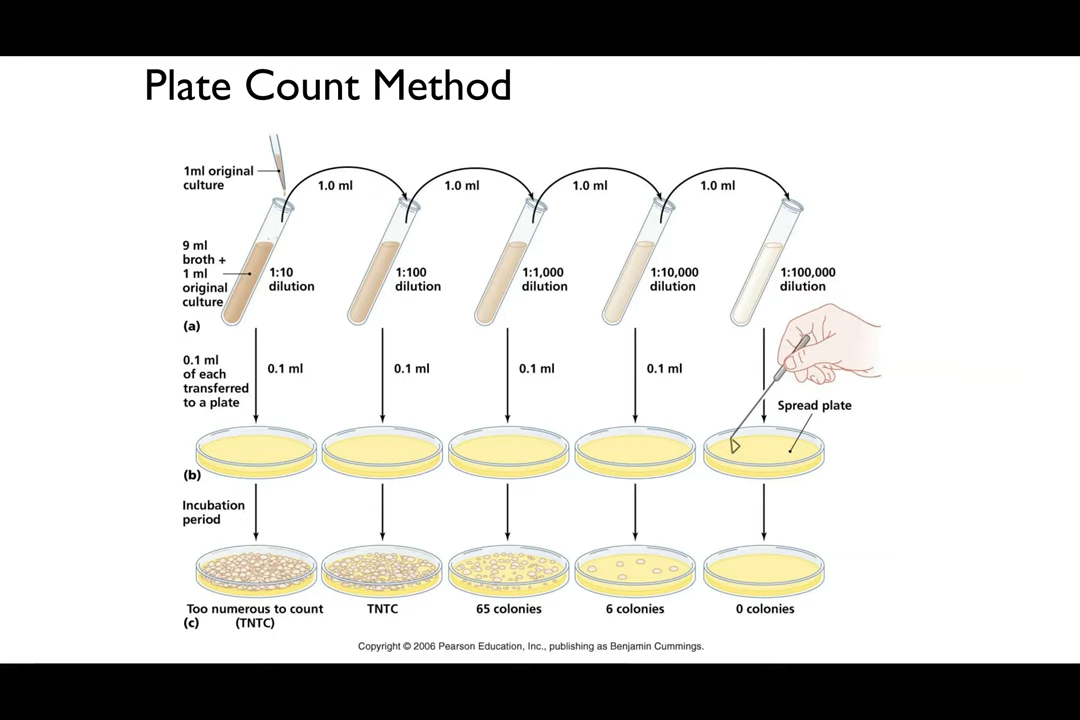 Plate Count Method
1ml original
culture
1.0 ml
1.0 ml
1.0 ml
1.0 ml
9 ml
broth +
1 ml
original
culture
1:10
dilution
1:100
dilution
1:1,000
dilution
1:10,000
dilution
1:100,000
dilution
(a)
0.1 ml
of each
transferred
to a plate
0.1 ml
0.1 ml
0.1 ml
0.1 ml
Spread plate
(b)
Incubation
period
Too numerous to count
(TNTC)
TNTC
65 colonies
6 colonies
0 colonies
(c)
Copyright © 2006 Pearson Education, Inc., publishing as Benjamin Cummings.